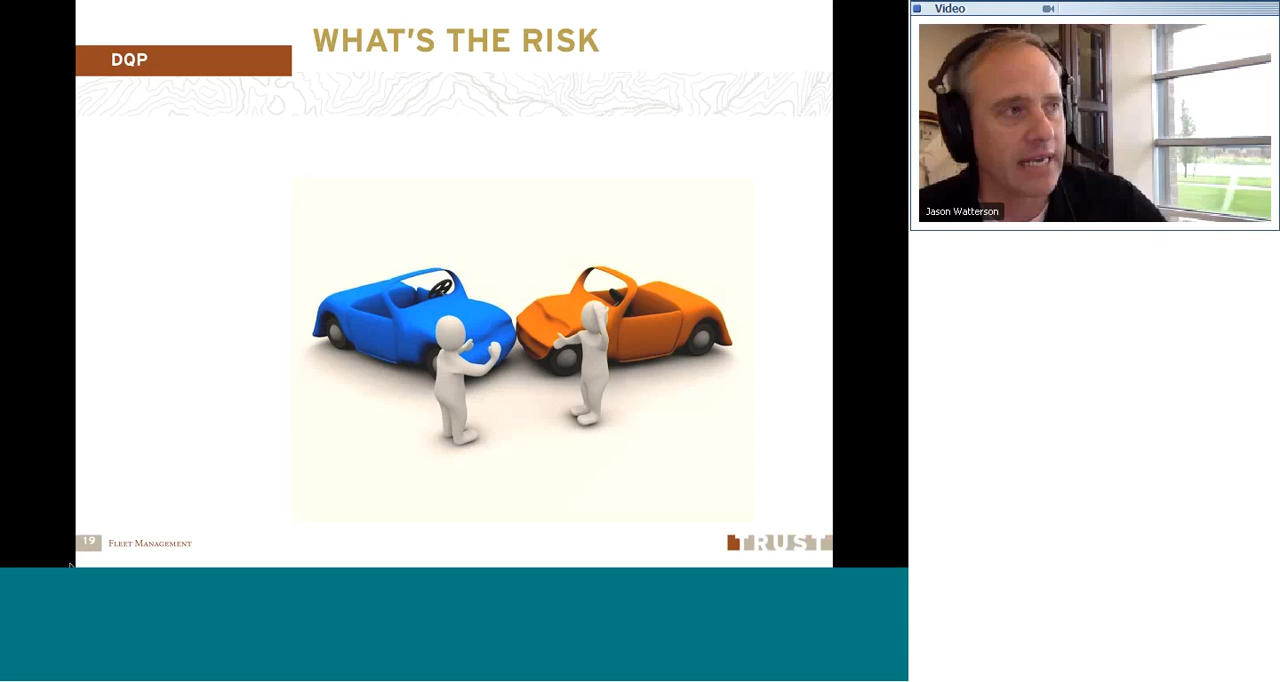 WHAT'S THE RISK
DQP
19 FLEET MANAGEMENT
TRUST
Video
Jason Watterson